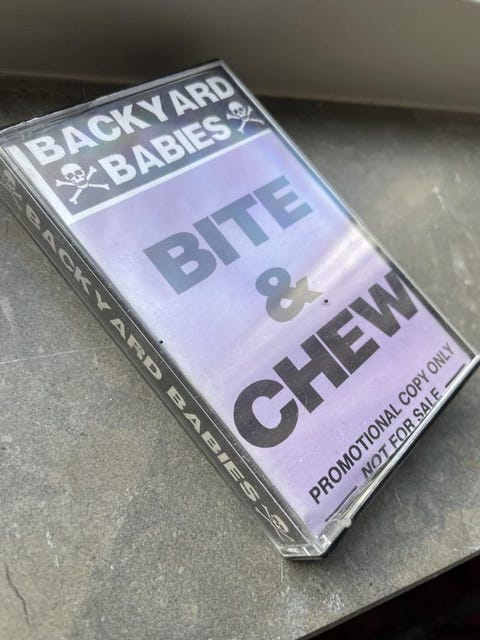 BACKYARD
BABIES
BITE
&
CHEW
PROMOTIONAL COPY ONLY
NOT FOR SALE
BACKYARD BABIES